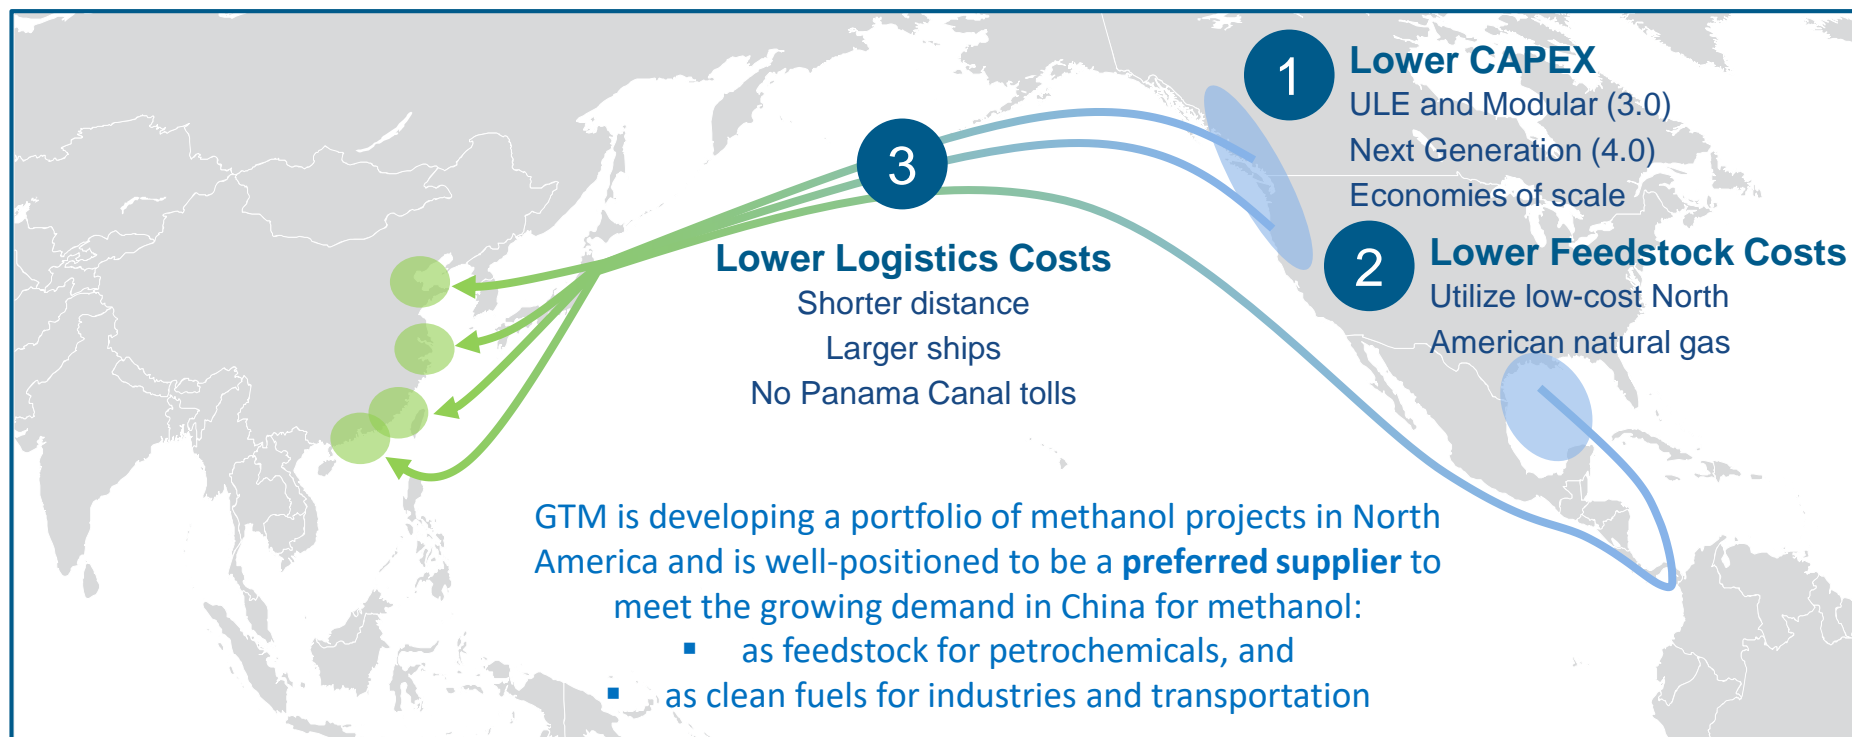 1
Lower CAPEX
ULE and Modular (3.0)
Next Generation (4.0)
Economies of scale
2
Lower Feedstock Costs
Utilize low-cost North
American natural gas
3
Lower Logistics Costs
Shorter distance
Larger ships
No Panama Canal tolls
GTM is developing a portfolio of methanol projects in North
America and is well-positioned to be a preferred supplier to
meet the growing demand in China for methanol:
▪ as feedstock for petrochemicals, and
▪ as clean fuels for industries and transportation